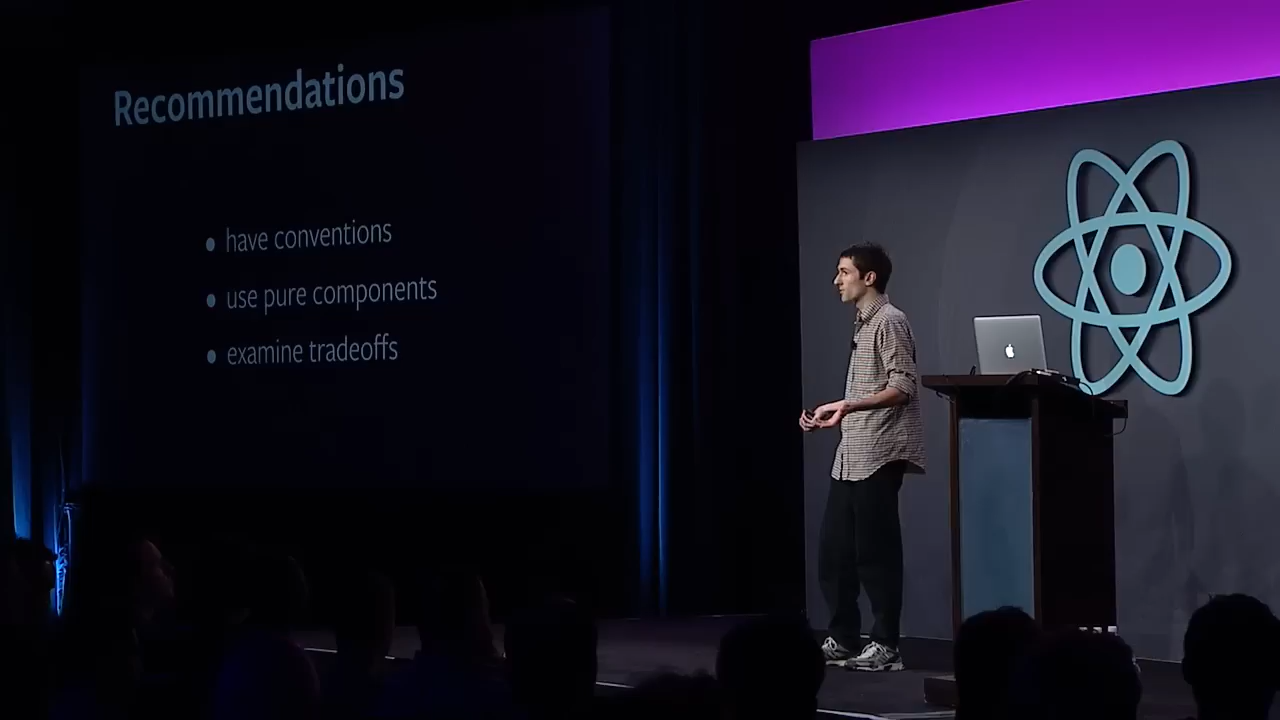 Recommendations
have conventions
use pure components
examine tradeoffs